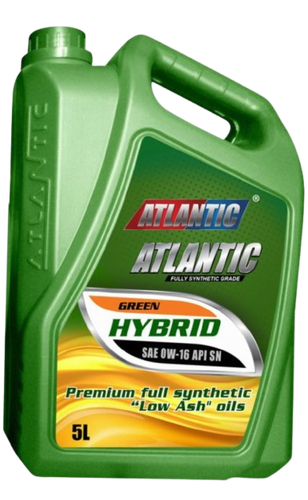 ATLANTIC
ATLANTIC®
ATLANTIC
FULLY SYNTHETIC GRADE
GREEN
HYBRID
SAE 0W-16 API SN
Premium full synthetic
"Low Ash" oils
5L